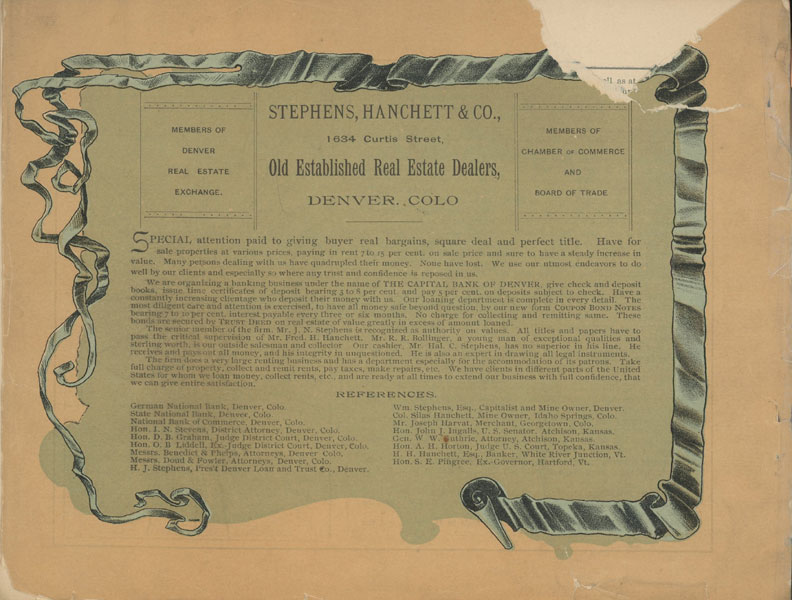 ell as at
STEPHENS, HANCHETT & CO.,
1634 Curtis Street,
Old Established Real Estate Dealers,
DENVER, COLO
MEMBERS OF
DENVER
REAL ESTATE
EXCHANGE.
MEMBERS OF
CHAMBER OF COMMERCE
AND
BOARD OF TRADE
SPECIAL attention paid to giving buyer real bargains, square deal and perfect title. Have for
sale properties at various prices, paying in rent 7 to 15 per cent. on sale price and sure to have a steady increase in
value. Many persons dealing with us have quadrupled their money. None have lost. We use our utmost endeavors to do
well by our clients and especially so where any trust and confidence is reposed in us.
We are organizing a banking business under the name of THE CAPITAL BANK OF DENVER, give check and deposit
books, issue time certificates of deposit bearing 5 to 8 per cent. and pay 5 per cent. on deposits subject to check. Have a
constantly increasing clientage who deposit their money with us. Our loaning department is complete in every detail. The
most diligent care and attention is exercised, to have all money safe beyond question, by our new form COUPON BOND NOTES
bearing 7 to 10 per cent. interest payable every three or six months. No charge for collecting and remitting same. These
bonds are secured by TRUST DEED on real estate of value greatly in excess of amount loaned.
The senior member of the firm, Mr. J. N. Stephens is recognized as authority on values. All titles and papers have to
pass the critical supervision of Mr. Fred. H. Hanchett. Mr. R. R. Bollinger, a young man of exceptional qualities and
sterling worth, is our outside salesman and collector. Our cashier, Mr. Hal. C. Stephens, has no superior in his line. He
receives and pays out all money, and his integrity in unquestioned. He is also an expert in drawing all legal instruments.
The firm does a very large renting business and has a department especially for the accommodation of its patrons. Take
full charge of property, collect and remit rents, pay taxes, make repairs, etc. We have clients in different parts of the United
States for whom we loan money, collect rents, etc., and are ready at all times to extend our business with full confidence, that
we can give entire satisfaction.
REFERENCES.
German National Bank, Denver, Colo.
State National Bank, Denver, Colo.
National Bank of Commerce, Denver, Colo.
Hon. I. N. Stevens, District Attorney, Denver, Colo.
Hon. D. B. Graham, Judge District Court, Denver, Colo.
Hon. O. B. Liddell, Ex. Judge District Court, Denver, Colo.
Messrs. Benedict & Phelps, Attorneys, Denver, Colo.
Messrs. Doud & Fowler, Attorneys, Denver, Colo.
H. J. Stephens, Pres't Denver Loan and Trust Co., Denver.
Wm. Stephens, Esq., Capitalist and Mine Owner, Denver.
Col. Silas Hanchett, Mine Owner, Idaho Springs, Colo.
Mr. Joseph Harvat, Merchant, Georgetown, Colo.
Hon. John J. Ingalls, U. S. Senator, Atchison, Kansas.
Gen. W. W. Guthrie, Attorney, Atchison, Kansas.
Hon. A. H. Horton, Judge U. S. Court, Topeka, Kansas.
H. H. Hanchett, Esq., Banker, White River Junction, Vt.
Hon. S. E. Pingree, Ex.-Governor, Hartford, Vt.